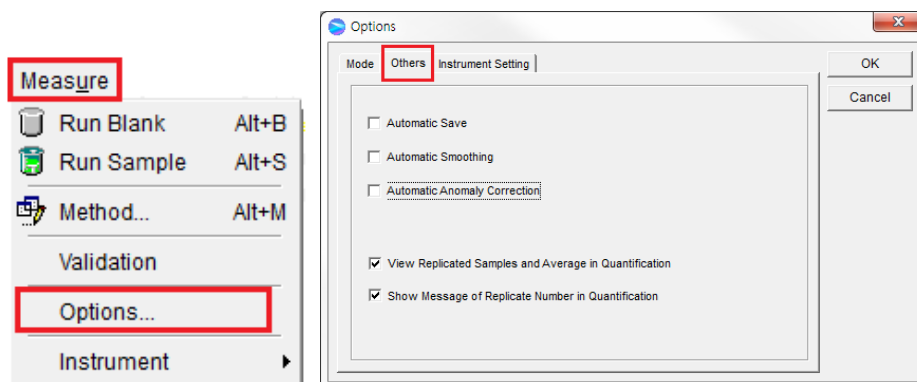 Measure
Run Blank Alt+B
Run Sample Alt+S
Method... Alt+M
Validation
Options...
Instrument
Options
Mode Others Instrument Setting
OK
Cancel
Automatic Save
Automatic Smoothing
Automatic Anomaly Correction
View Replicated Samples and Average in Quantification
Show Message of Replicate Number in Quantification